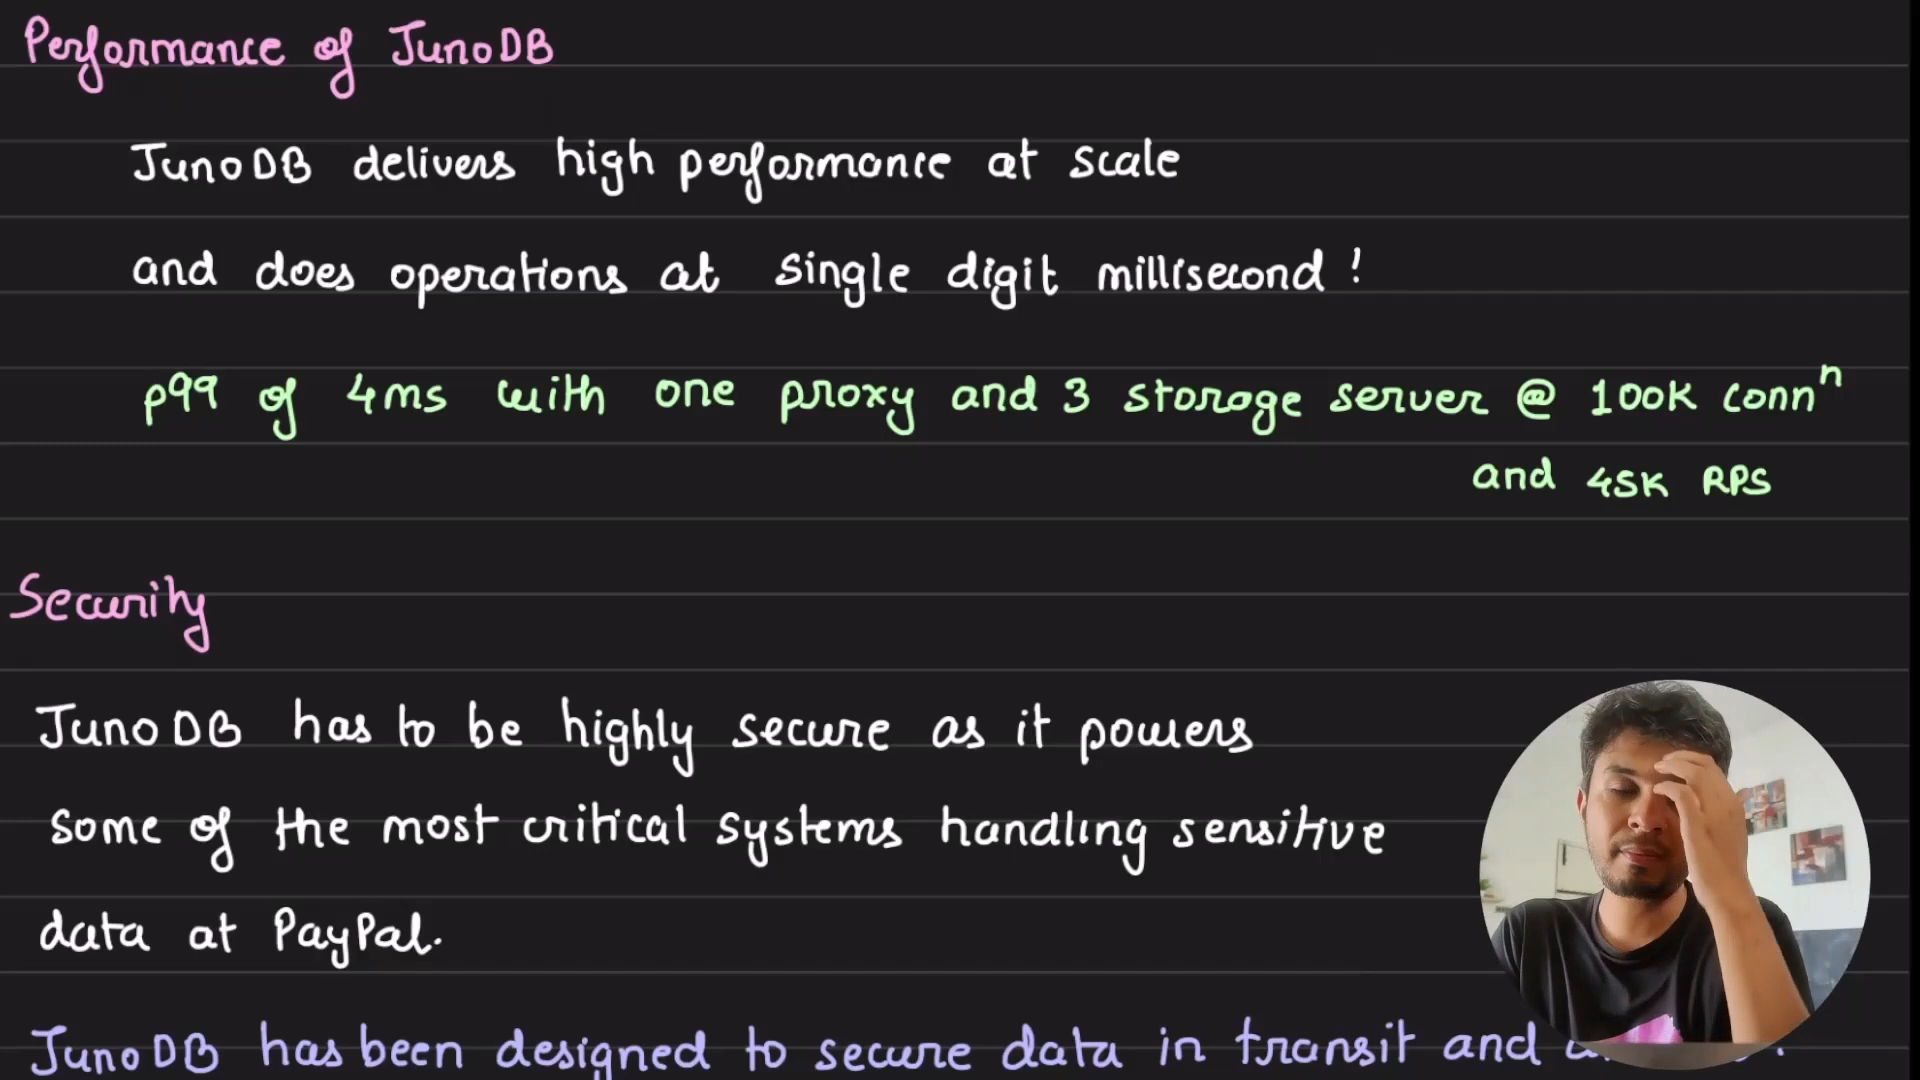 Performance of JunoDB
JunoDB delivers high performance at scale
and does operations at single digit millisecond!
p99 of 4ms with one proxy and 3 storage server @ 100K connⁿ
and 45K RPS
Security
JunoDB has to be highly secure as it powers
some of the most critical systems handling sensitive
data at PayPal.
JunoDB has been designed to secure data in transit and